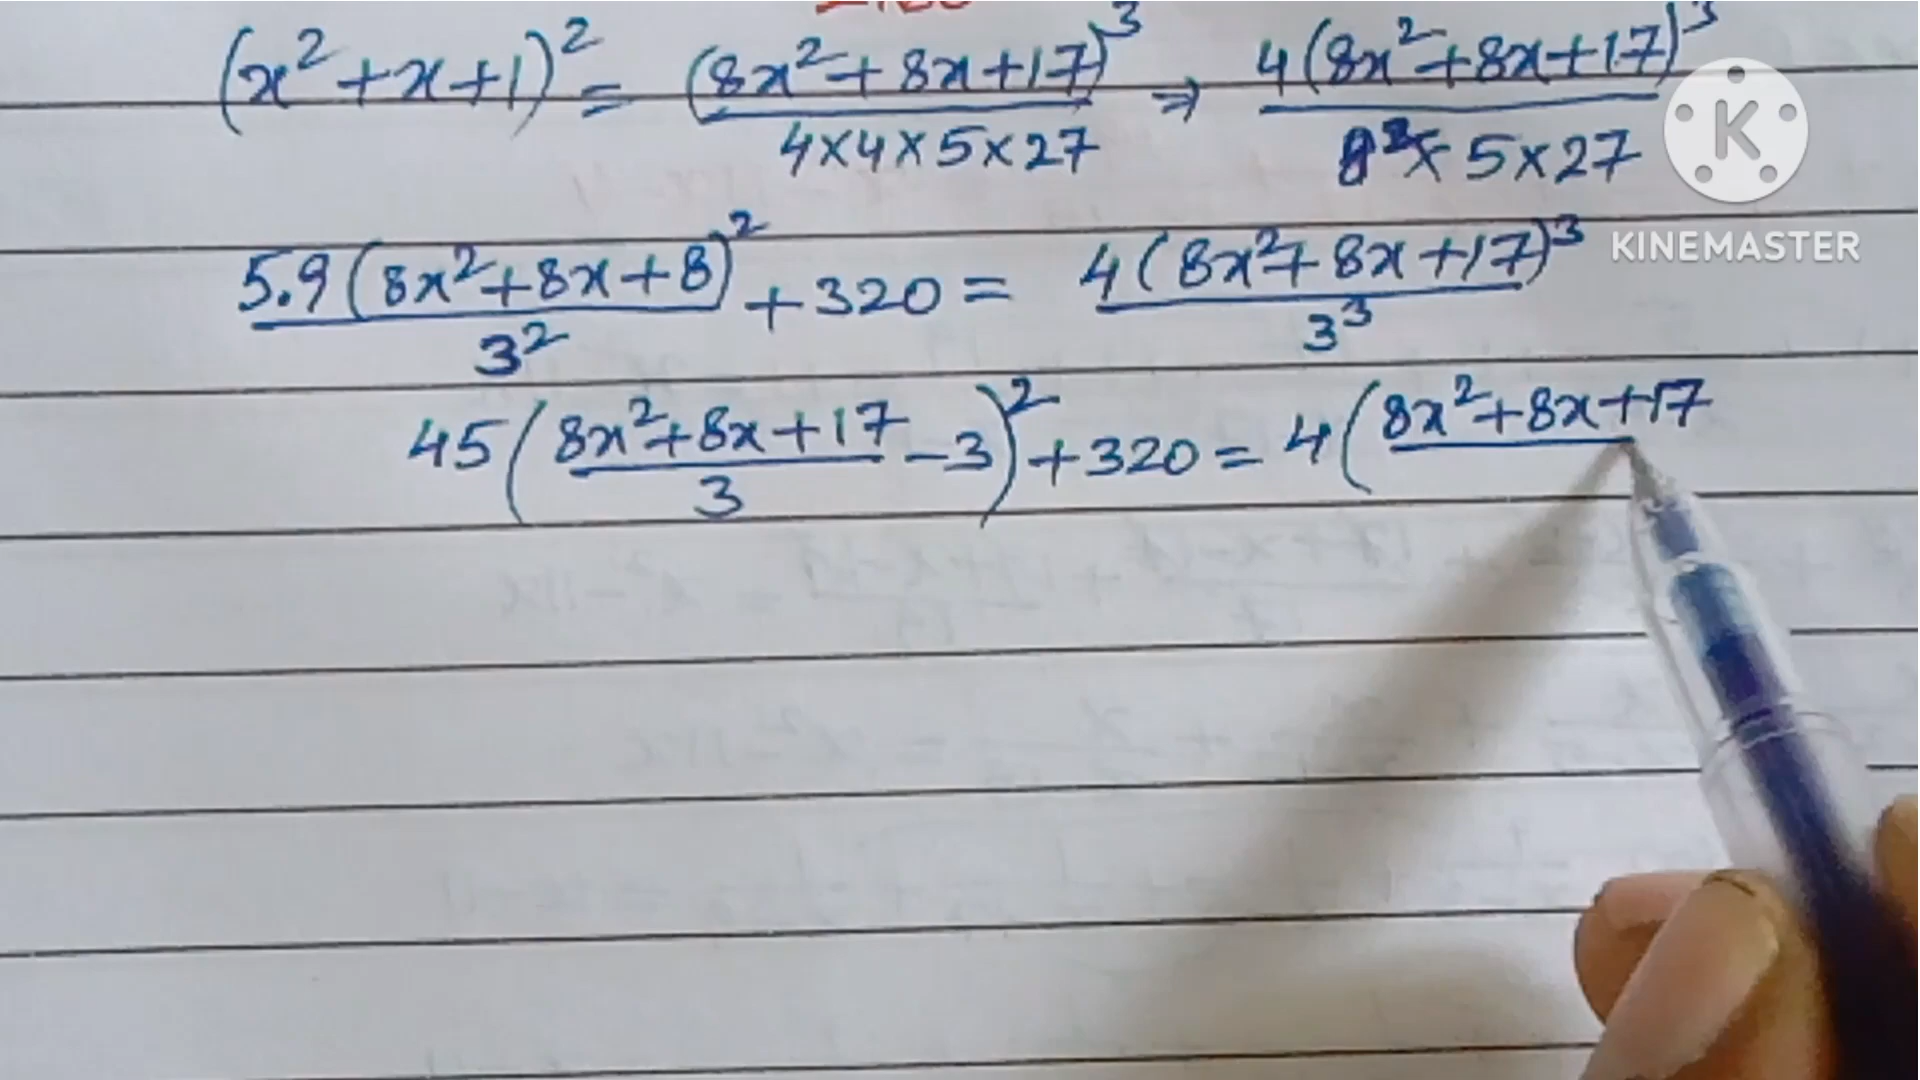 (x²+x+1)² = (8x²+8x+17)³/4×4×5×27 ⇒ 4(8x²+8x+17)³/8²×5×27
K
KINEMASTER
5.9(8x²+8x+8)²/3² + 320 = 4(8x²+8x+17)³/3³
45(8x²+8x+17/3 - 3)² + 320 = 4(8x²+8x+17